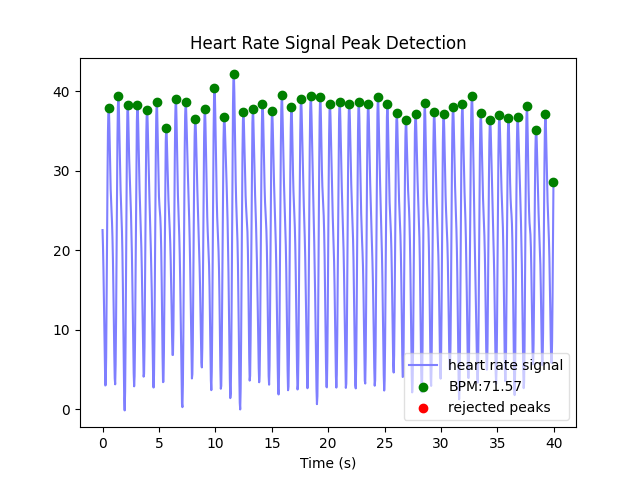 Heart Rate Signal Peak Detection
40
30
20
10
0
heart rate signal
BPM:71.57
rejected peaks
0 5 10 15 20 25 30 35 40
Time (s)